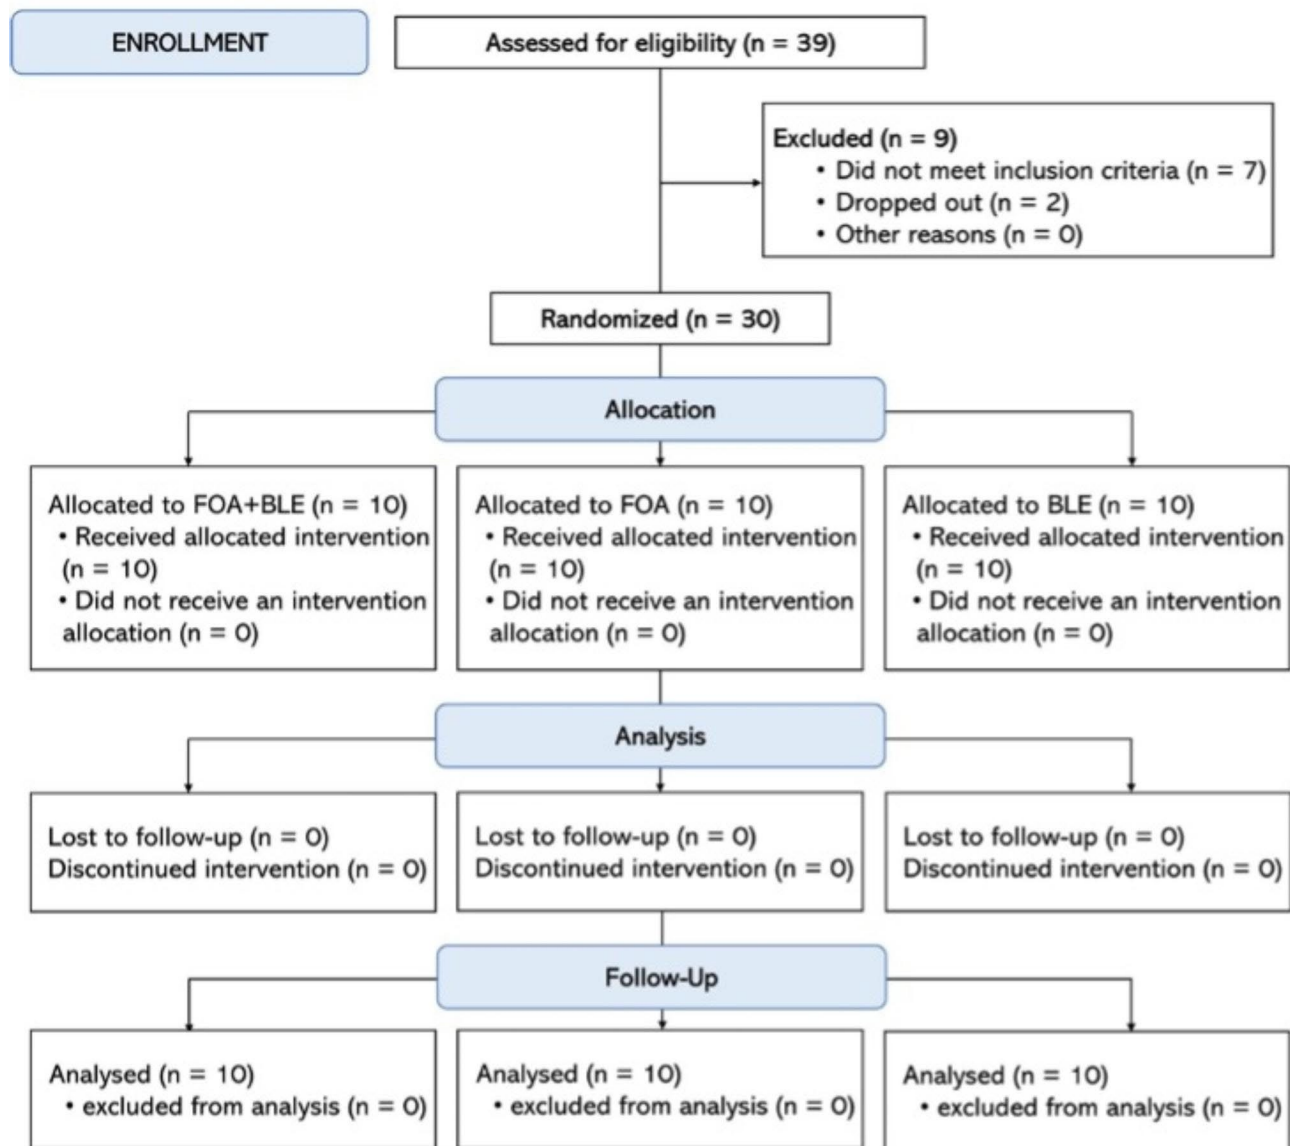 ENROLLMENT
Assessed for eligibility (n = 39)
Excluded (n = 9)
• Did not meet inclusion criteria (n = 7)
• Dropped out (n = 2)
• Other reasons (n = 0)
Randomized (n = 30)
Allocation
Allocated to FOA+BLE (n = 10)
• Received allocated intervention
(n = 10)
• Did not receive an intervention
allocation (n = 0)
Allocated to FOA (n = 10)
• Received allocated intervention
(n = 10)
• Did not receive an intervention
allocation (n = 0)
Allocated to BLE (n = 10)
• Received allocated intervention
(n = 10)
• Did not receive an intervention
allocation (n = 0)
Analysis
Lost to follow-up (n = 0)
Discontinued intervention (n = 0)
Lost to follow-up (n = 0)
Discontinued intervention (n = 0)
Lost to follow-up (n = 0)
Discontinued intervention (n = 0)
Follow-Up
Analysed (n = 10)
• excluded from analysis (n = 0)
Analysed (n = 10)
• excluded from analysis (n = 0)
Analysed (n = 10)
• excluded from analysis (n = 0)